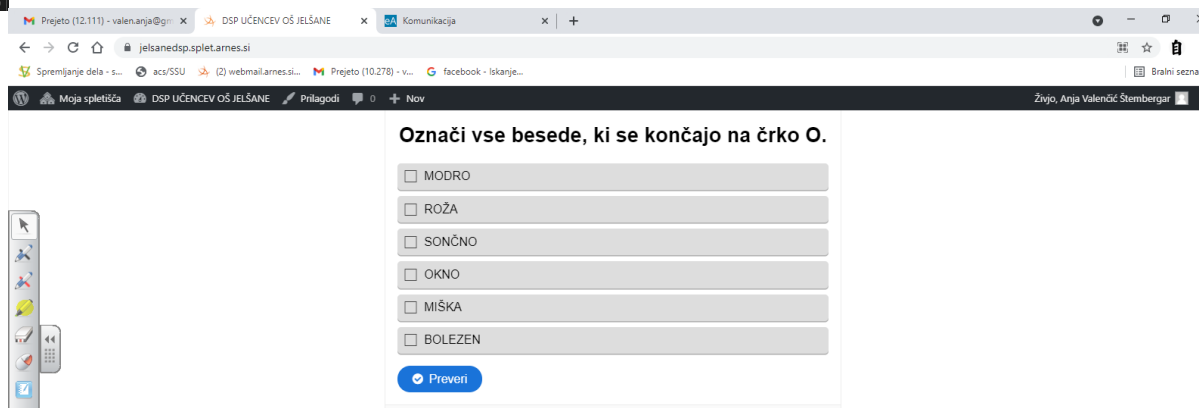 Prejeto (12.111) - valen.anja@gm
DSP UČENCEV OŠ JELŠANE
eA Komunikacija
jelsanedsp.splet.arnes.si
Spremljanje dela - s...
acs/SSU
(2) webmail.arnes.si...
Prejeto (10.278) - v...
facebook - Iskanje...
Bralni sezna
Moja spletišča
DSP UČENCEV OŠ JELŠANE
Prilagodi
0
Nov
Živjo, Anja Valenčić Štembergar
Označi vse besede, ki se končajo na črko O.
MODRO
ROŽA
SONČNO
OKNO
MIŠKA
BOLEZEN
Preveri